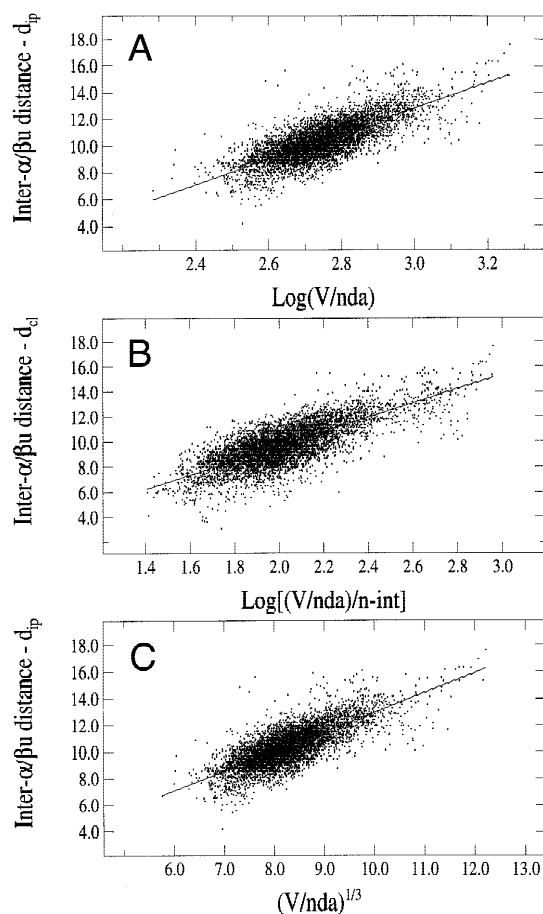 A
Inter-α/βu distance - d_ip
18.0
16.0
14.0
12.0
10.0
8.0
6.0
4.0
2.4 2.6 2.8 3.0 3.2
Log(V/nda)
B
Inter-α/βu distance - d_cl
18.0
16.0
14.0
12.0
10.0
8.0
6.0
4.0
1.4 1.6 1.8 2.0 2.2 2.4 2.6 2.8 3.0
Log[(V/nda)/n-int]
C
Inter-α/βu distance - d_ip
18.0
16.0
14.0
12.0
10.0
8.0
6.0
4.0
2.0
6.0 7.0 8.0 9.0 10.0 11.0 12.0 13.0
(V/nda)^1/3